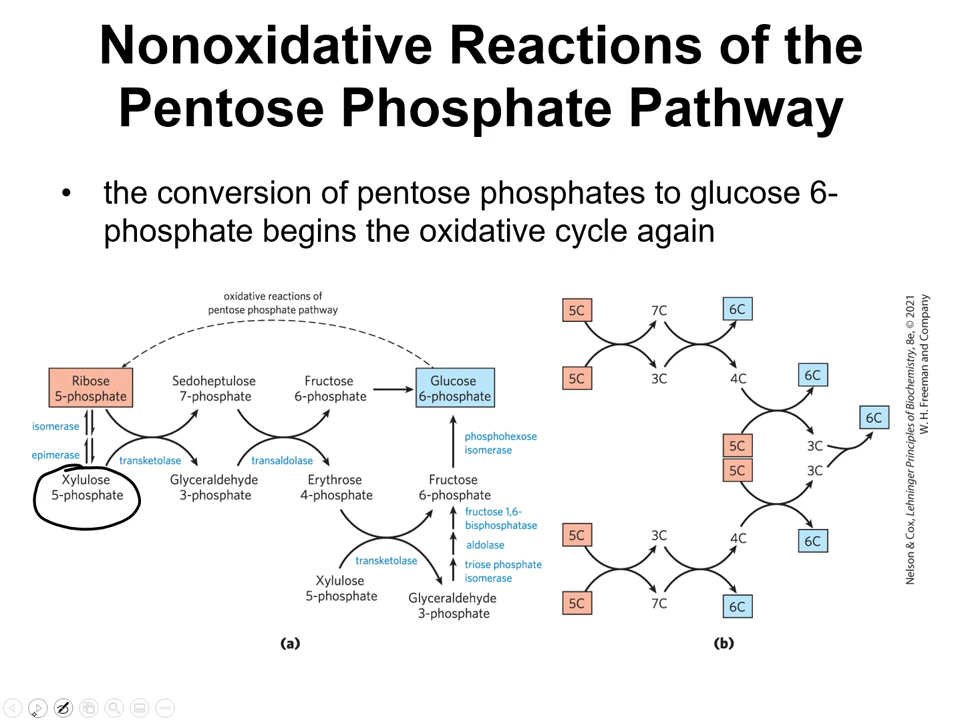 Nonoxidative Reactions of the
Pentose Phosphate Pathway
• the conversion of pentose phosphates to glucose 6-
phosphate begins the oxidative cycle again
oxidative reactions of
pentose phosphate pathway
Ribose
5-phosphate
Sedoheptulose
7-phosphate
Fructose
6-phosphate
Glucose
6-phosphate
isomerase
epimerase
transketolase
transaldolase
phosphohexose
isomerase
Xylulose
5-phosphate
Glyceraldehyde
3-phosphate
Erythrose
4-phosphate
Fructose
6-phosphate
fructose 1,6-
bisphosphatase
aldolase
triose phosphate
isomerase
transketolase
Xylulose
5-phosphate
Glyceraldehyde
3-phosphate
(a)
5C
7C
6C
5C
3C
4C
6C
6C
5C
3C
5C
3C
5C
3C
4C
6C
5C
7C
6C
(b)
Nelson & Cox, Lehninger Principles of Biochemistry, 8e, © 2021
W. H. Freeman and Company